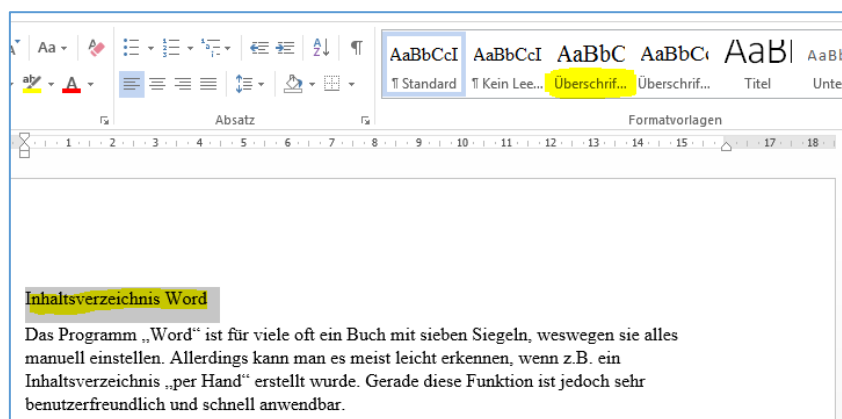 Aa
AaBbCcI AaBbCcI AaBbC AaBbC AaBl AaBb
¶ Standard ¶ Kein Lee... Überschrif... Überschrif... Titel Unte
Absatz Formatvorlagen
1 2 3 4 5 6 7 8 9 10 11 12 13 14 15 17 18
Inhaltsverzeichnis Word
Das Programm „Word“ ist für viele oft ein Buch mit sieben Siegeln, weswegen sie alles
manuell einstellen. Allerdings kann man es meist leicht erkennen, wenn z.B. ein
Inhaltsverzeichnis „per Hand“ erstellt wurde. Gerade diese Funktion ist jedoch sehr
benutzerfreundlich und schnell anwendbar.